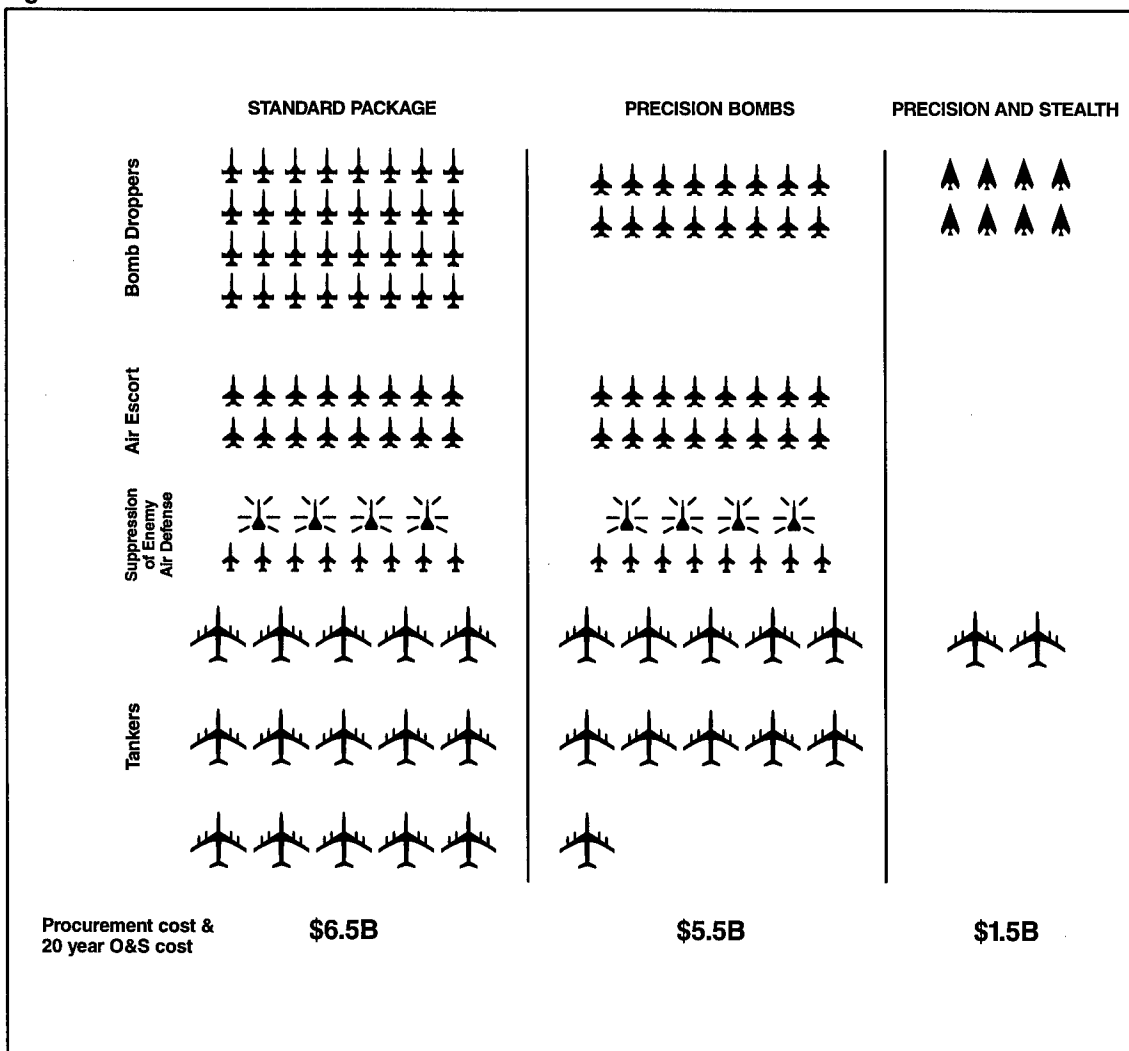 STANDARD PACKAGE
PRECISION BOMBS
PRECISION AND STEALTH
Bomb Droppers
Air Escort
Suppression
of Enemy
Air Defense
Tankers
Procurement cost &
20 year O&S cost
$6.5B
$5.5B
$1.5B